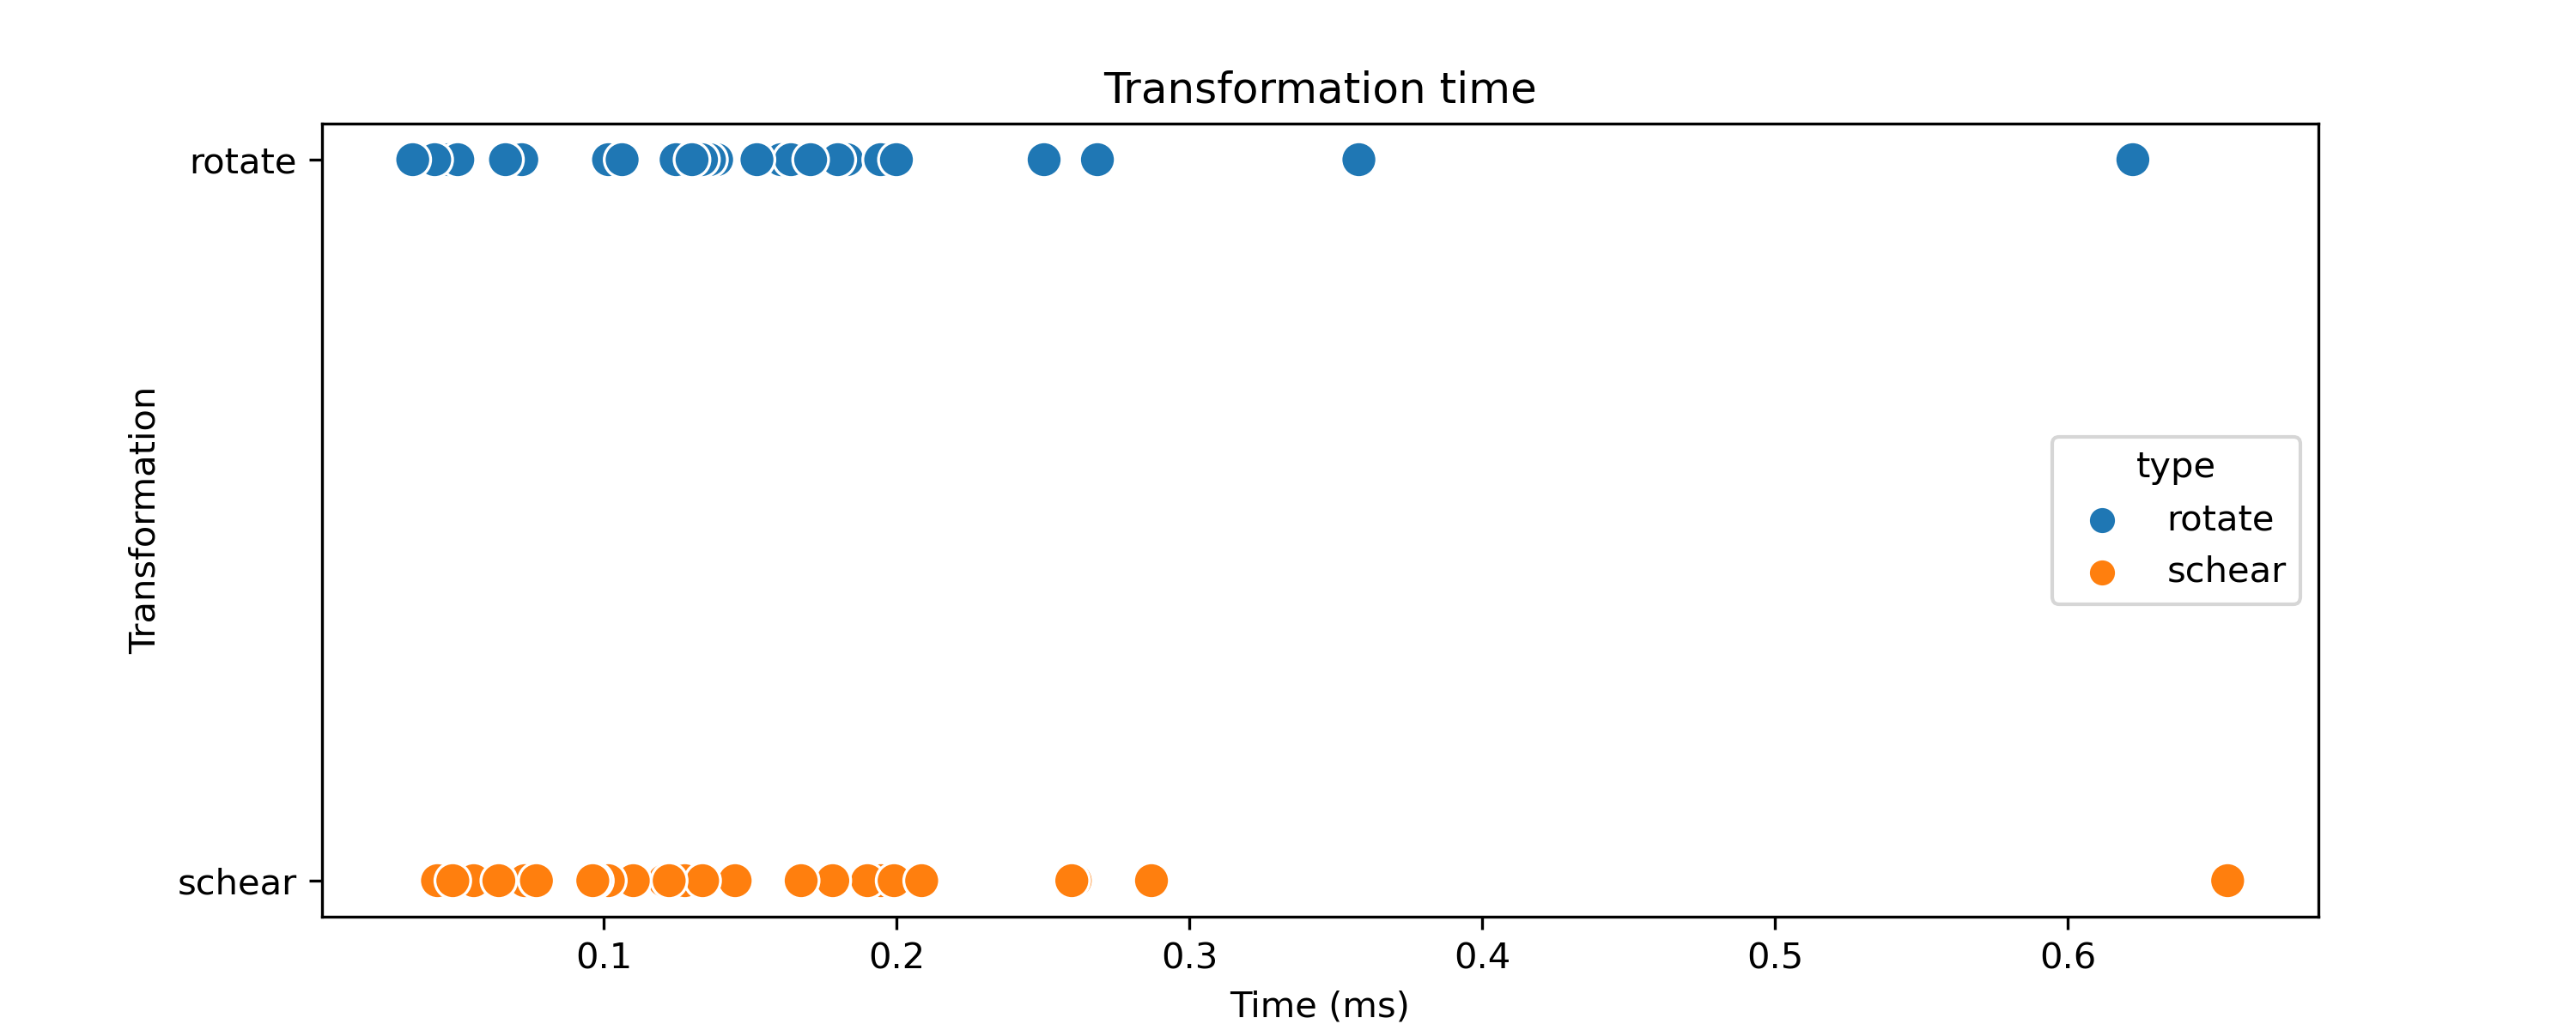 Transformation time
rotate
Transformation
type
rotate
schear
schear
0.1 0.2 0.3 0.4 0.5 0.6
Time (ms)